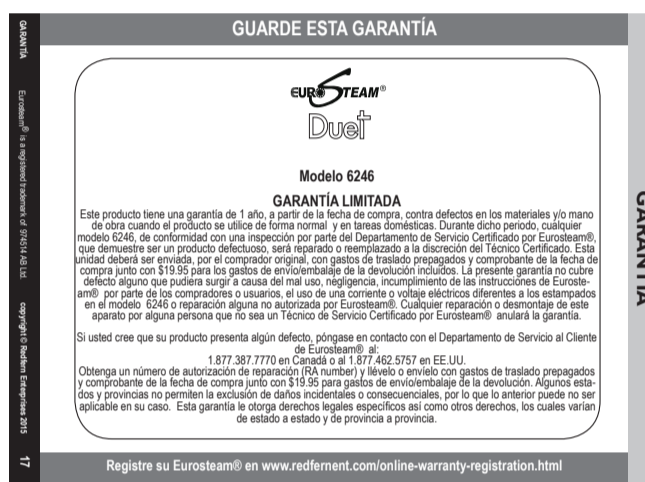 GUARDE ESTA GARANTÍA
EUROSTEAM®
Duet
Modelo 6246
GARANTÍA LIMITADA
Este producto tiene una garantía de 1 año, a partir de la fecha de compra, contra defectos en los materiales y/o mano
de obra cuando el producto se utilice de forma normal y en tareas domésticas. Durante dicho periodo, cualquier
modelo 6246, de conformidad con una inspección por parte del Departamento de Servicio Certificado por Eurosteam®,
que demuestre ser un producto defectuoso, será reparado o reemplazado a la discreción del Técnico Certificado. Esta
unidad deberá ser enviada, por el comprador original, con gastos de traslado prepagados y comprobante de la fecha de
compra junto con $19.95 para los gastos de envío/embalaje de la devolución incluidos. La presente garantía no cubre
defecto alguno que pudiera surgir a causa del mal uso, negligencia, incumplimiento de las instrucciones de Euroste-
am® por parte de los compradores o usuarios, el uso de una corriente o voltaje eléctricos diferentes a los estampados
en el modelo 6246 o reparación alguna no autorizada por Eurosteam®. Cualquier reparación o desmontaje de este
aparato por alguna persona que no sea un Técnico de Servicio Certificado por Eurosteam® anulará la garantía.
Si usted cree que su producto presenta algún defecto, póngase en contacto con el Departamento de Servicio al Cliente
de Eurosteam® al:
1.877.387.7770 en Canadá o al 1.877.462.5757 en EE.UU.
Obtenga un número de autorización de reparación (RA number) y llévelo o envíelo con gastos de traslado prepagados
y comprobante de la fecha de compra junto con $19.95 para gastos de envío/embalaje de la devolución. Algunos esta-
dos y provincias no permiten la exclusión de daños incidentales o consecuenciales, por lo que lo anterior puede no ser
aplicable en su caso. Esta garantía le otorga derechos legales específicos así como otros derechos, los cuales varían
de estado a estado y de provincia a provincia.
Registre su Eurosteam® en www.redfernent.com/online-warranty-registration.html
GARANTÍA Eurosteam® is a registered trademark of 974514 AB Ltd. copyright © Redfern Enterprises 2015 17
GARANTÍA